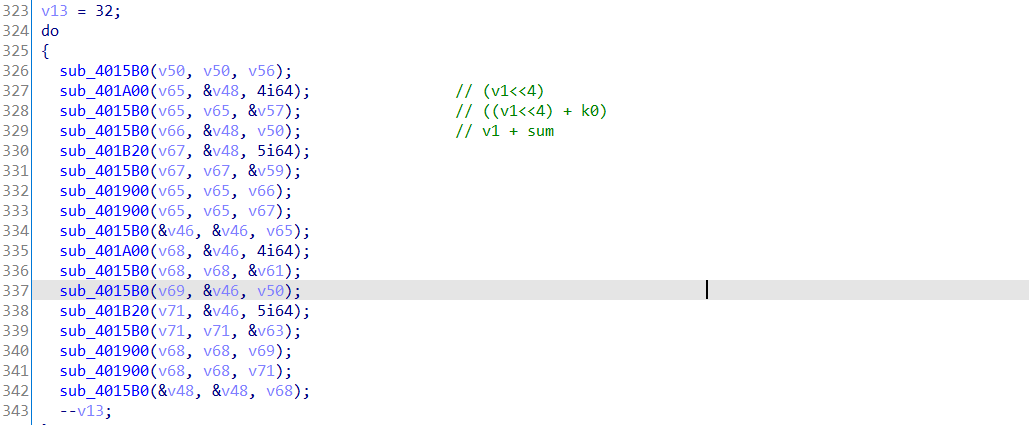 323 v13 = 32;
324 do
325 {
326 sub_4015B0(v50, v50, v56);
327 sub_401A00(v65, &v48, 4i64); // (v1<<4)
328 sub_4015B0(v65, v65, &v57); // ((v1<<4) + k0)
329 sub_4015B0(v66, &v48, v50); // v1 + sum
330 sub_401B20(v67, &v48, 5i64);
331 sub_4015B0(v67, v67, &v59);
332 sub_401900(v65, v65, v66);
333 sub_401900(v65, v65, v67);
334 sub_4015B0(&v46, &v46, v65);
335 sub_401A00(v68, &v46, 4i64);
336 sub_4015B0(v68, v68, &v61);
337 sub_4015B0(v69, &v46, v50);
338 sub_401B20(v71, &v46, 5i64);
339 sub_4015B0(v71, v71, &v63);
340 sub_401900(v68, v68, v69);
341 sub_401900(v68, v68, v71);
342 sub_4015B0(&v48, &v48, v68);
343 --v13;